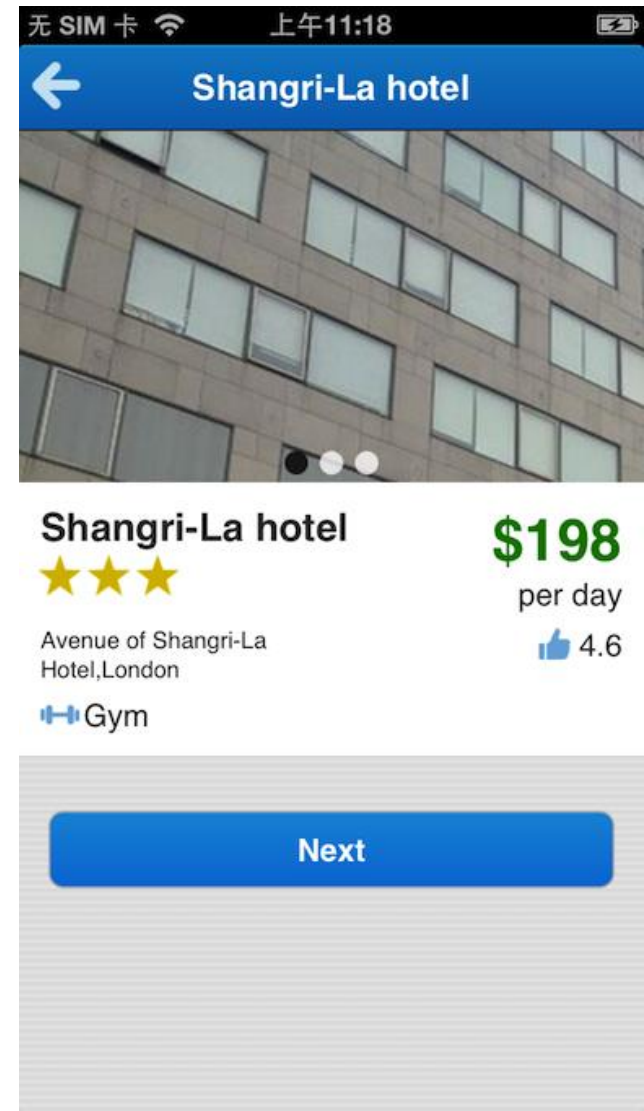 无 SIM 卡 上午11:18
Shangri-La hotel
Shangri-La hotel
$198
per day
Avenue of Shangri-La
Hotel,London
4.6
Gym
Next